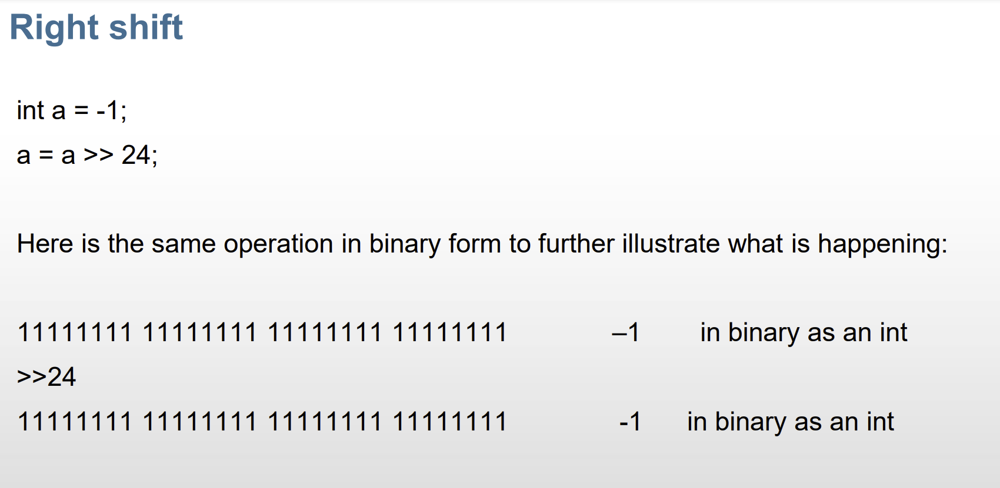 Right shift
int a = -1;
a = a >> 24;
Here is the same operation in binary form to further illustrate what is happening:
11111111 11111111 11111111 11111111 –1 in binary as an int
>>24
11111111 11111111 11111111 11111111 -1 in binary as an int